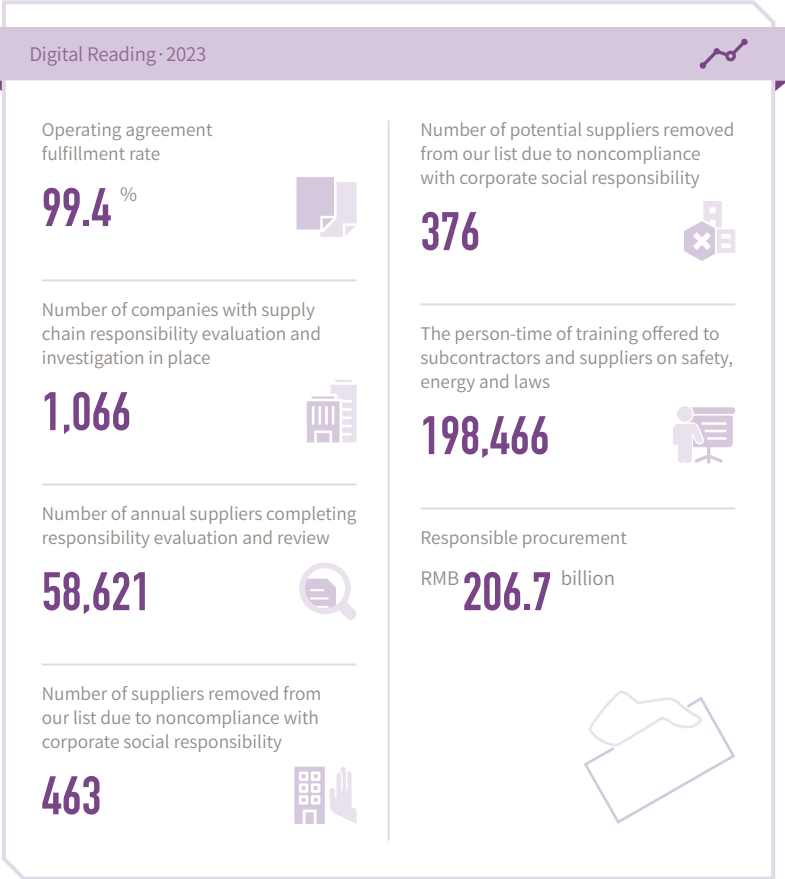 Digital Reading · 2023
Operating agreement
fulfillment rate
99.4 %
Number of companies with supply
chain responsibility evaluation and
investigation in place
1,066
Number of annual suppliers completing
responsibility evaluation and review
58,621
Number of suppliers removed from
our list due to noncompliance with
corporate social responsibility
463
Number of potential suppliers removed
from our list due to noncompliance
with corporate social responsibility
376
The person-time of training offered to
subcontractors and suppliers on safety,
energy and laws
198,466
Responsible procurement
RMB 206.7 billion